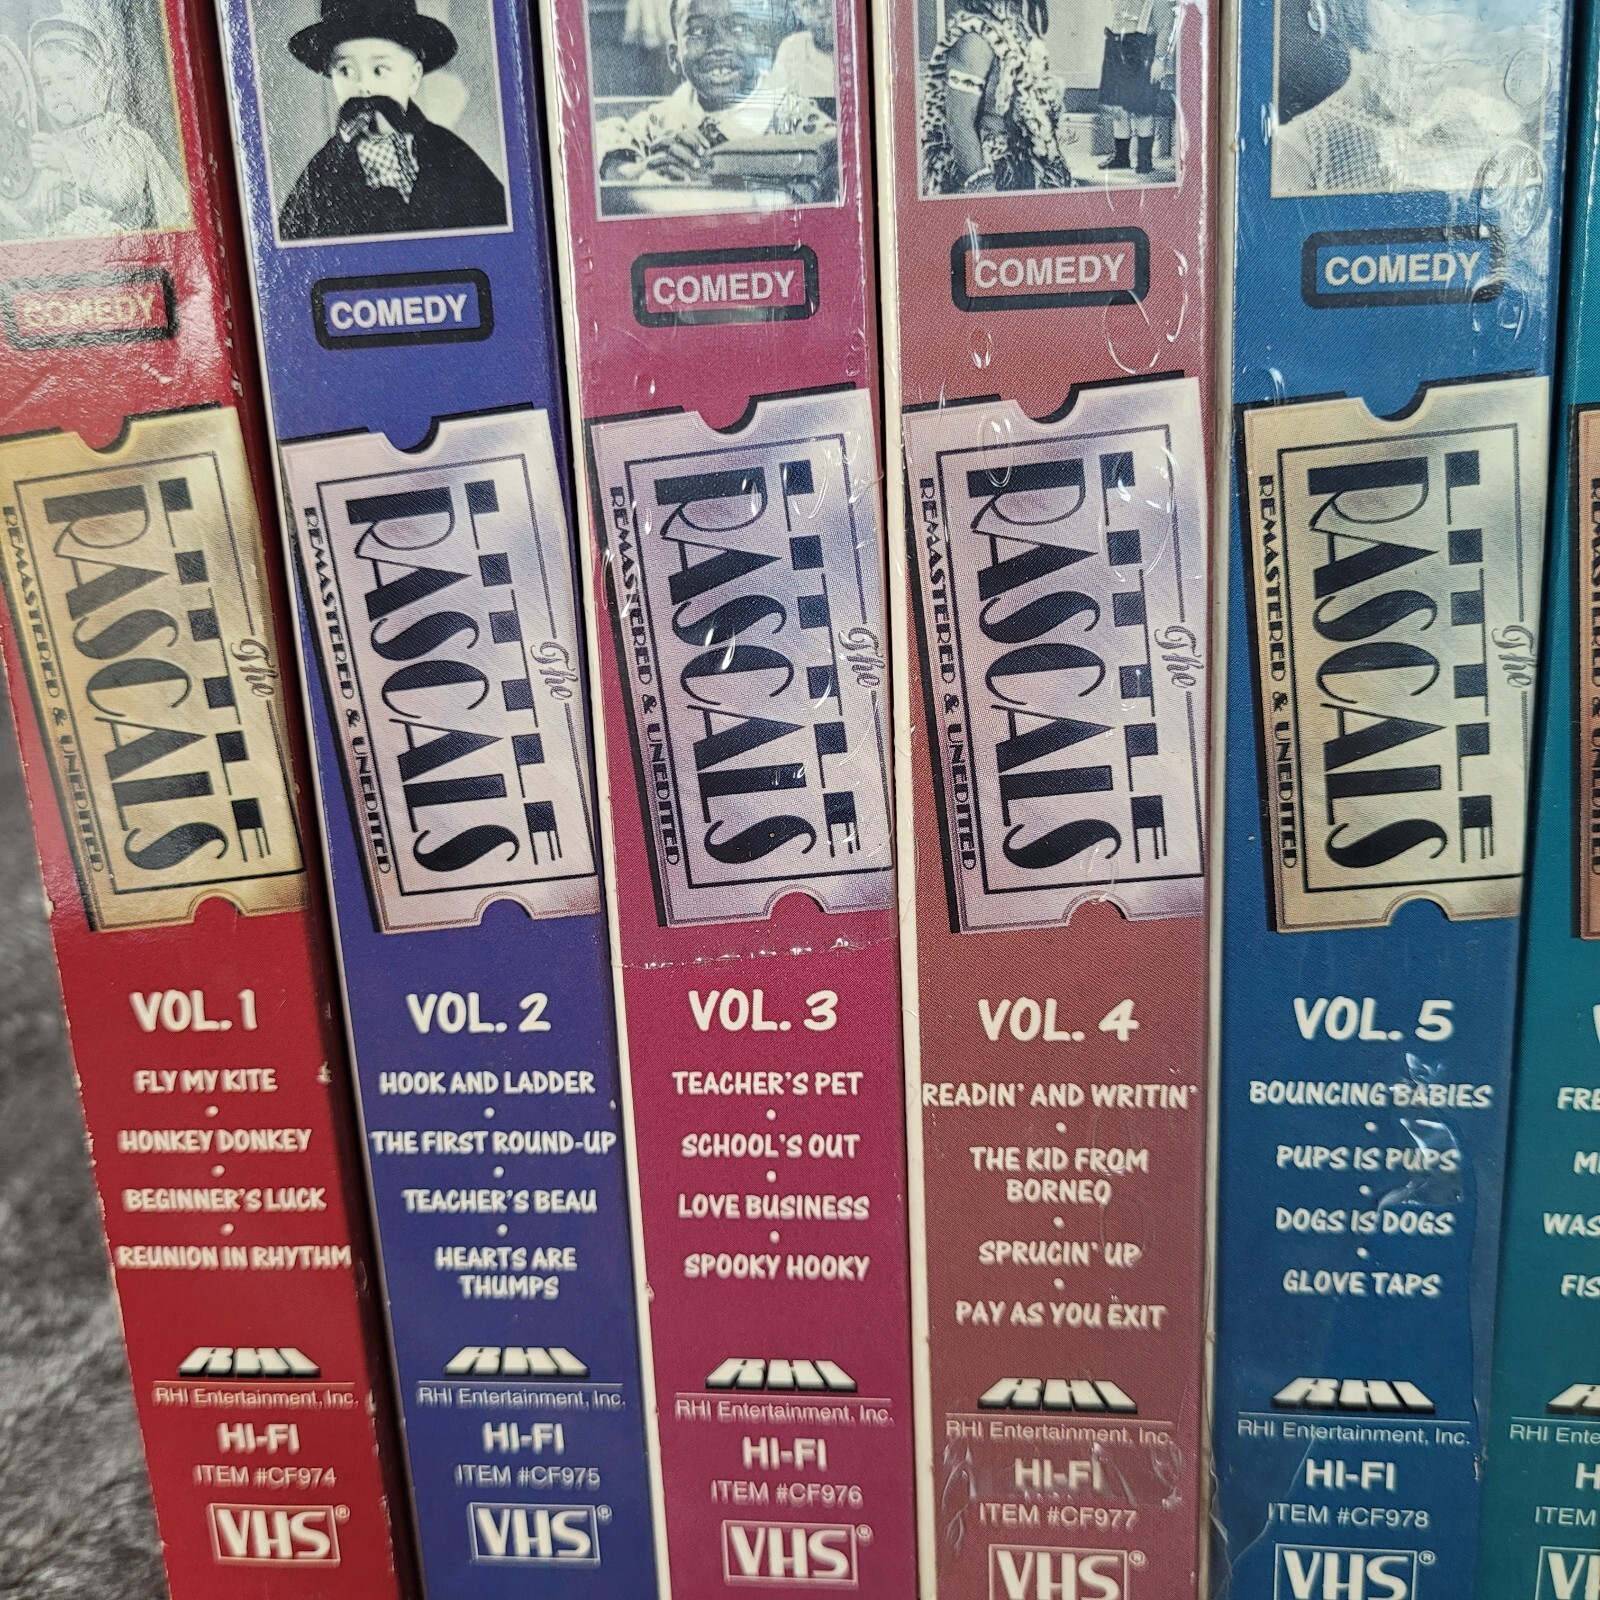 COMEDY
The
LITTLE
RASCALS
REMASTERED & UNEDITED
VOL. 1
FLY MY KITE
•
HONKEY DONKEY
•
BEGINNER'S LUCK
•
REUNION IN RHYTHM
RHI
RHI Entertainment, Inc.
HI-FI
ITEM #CF974
VHS®
COMEDY
The
LITTLE
RASCALS
REMASTERED & UNEDITED
VOL. 2
HOOK AND LADDER
•
THE FIRST ROUND-UP
•
TEACHER'S BEAU
•
HEARTS ARE
THUMPS
RHI
RHI Entertainment, Inc.
HI-FI
ITEM #CF975
VHS®
COMEDY
The
LITTLE
RASCALS
REMASTERED & UNEDITED
VOL. 3
TEACHER'S PET
•
SCHOOL'S OUT
•
LOVE BUSINESS
•
SPOOKY HOOKY
RHI
RHI Entertainment, Inc.
HI-FI
ITEM #CF976
VHS®
COMEDY
The
LITTLE
RASCALS
REMASTERED & UNEDITED
VOL. 4
READIN' AND WRITIN'
•
THE KID FROM
BORNEO
•
SPRUCIN' UP
•
PAY AS YOU EXIT
RHI
RHI Entertainment, Inc.
HI-FI
ITEM #CF977
VHS®
COMEDY
The
LITTLE
RASCALS
REMASTERED & UNEDITED
VOL. 5
BOUNCING BABIES
•
PUPS IS PUPS
•
DOGS IS DOGS
•
GLOVE TAPS
RHI
RHI Entertainment, Inc.
HI-FI
ITEM #CF978
VHS®
RHI
ITEM